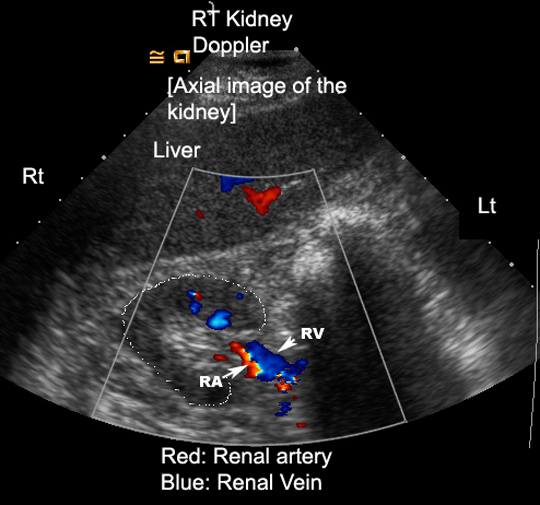 RT Kidney
Doppler
[Axial image of the
kidney]
Liver
Rt
Lt
RV
RA
Red: Renal artery
Blue: Renal Vein